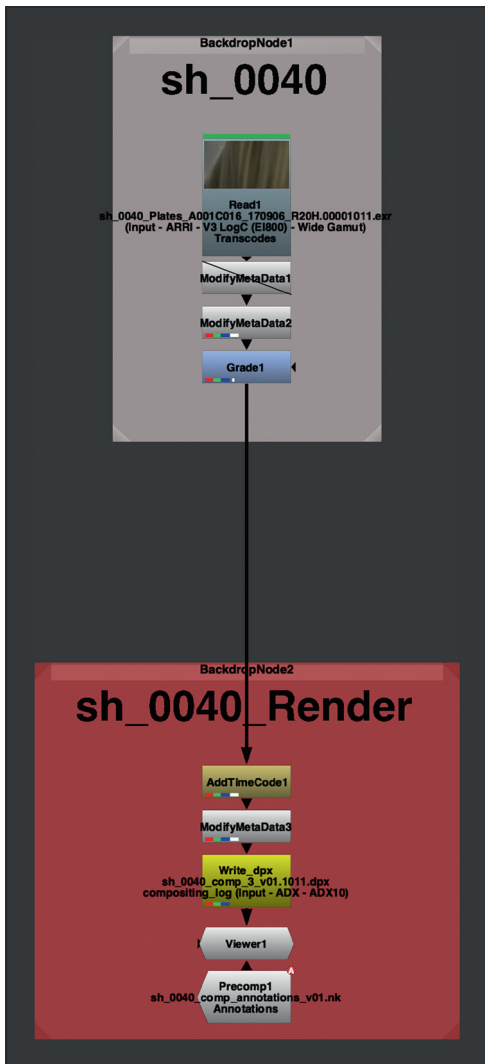 BackdropNode1
sh_0040
Read1
sh_0040_Plates_A001C016_170906_R20H.00001011.exr
(Input - ARRI - V3 LogC (EI800) - Wide Gamut)
Transcodes
ModifyMetaData1
ModifyMetaData2
Grade1
BackdropNode2
sh_0040_Render
AddTimeCode1
ModifyMetaData3
Write_dpx
sh_0040_comp_3_v01.1011.dpx
compositing_log (Input - ADX - ADX10)
Viewer1
A
Precomp1
sh_0040_comp_annotations_v01.nk
Annotations